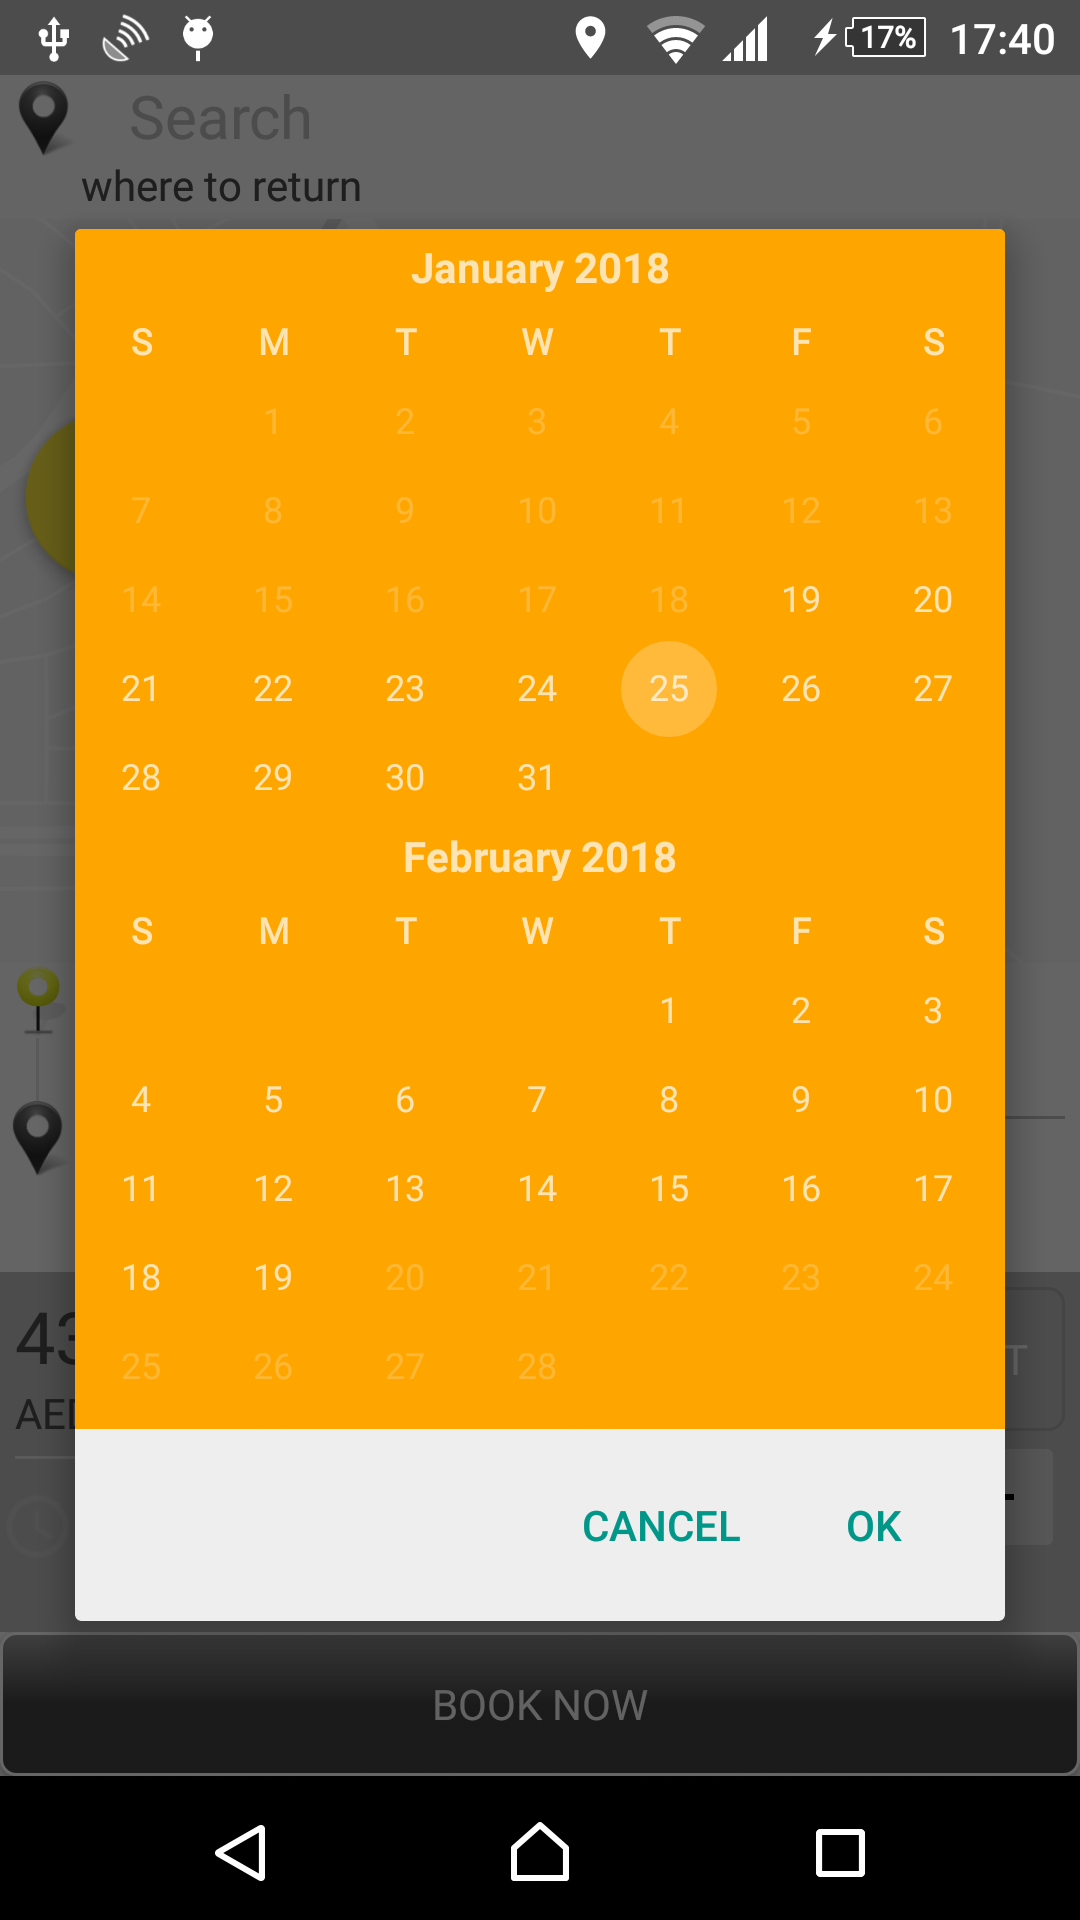 17% 17:40
Search
where to return
January 2018
S M T W T F S
1 2 3 4 5 6
7 8 9 10 11 12 13
14 15 16 17 18 19 20
21 22 23 24 25 26 27
28 29 30 31
February 2018
S M T W T F S
1 2 3
4 5 6 7 8 9 10
11 12 13 14 15 16 17
18 19 20 21 22 23 24
25 26 27 28
CANCEL OK
BOOK NOW